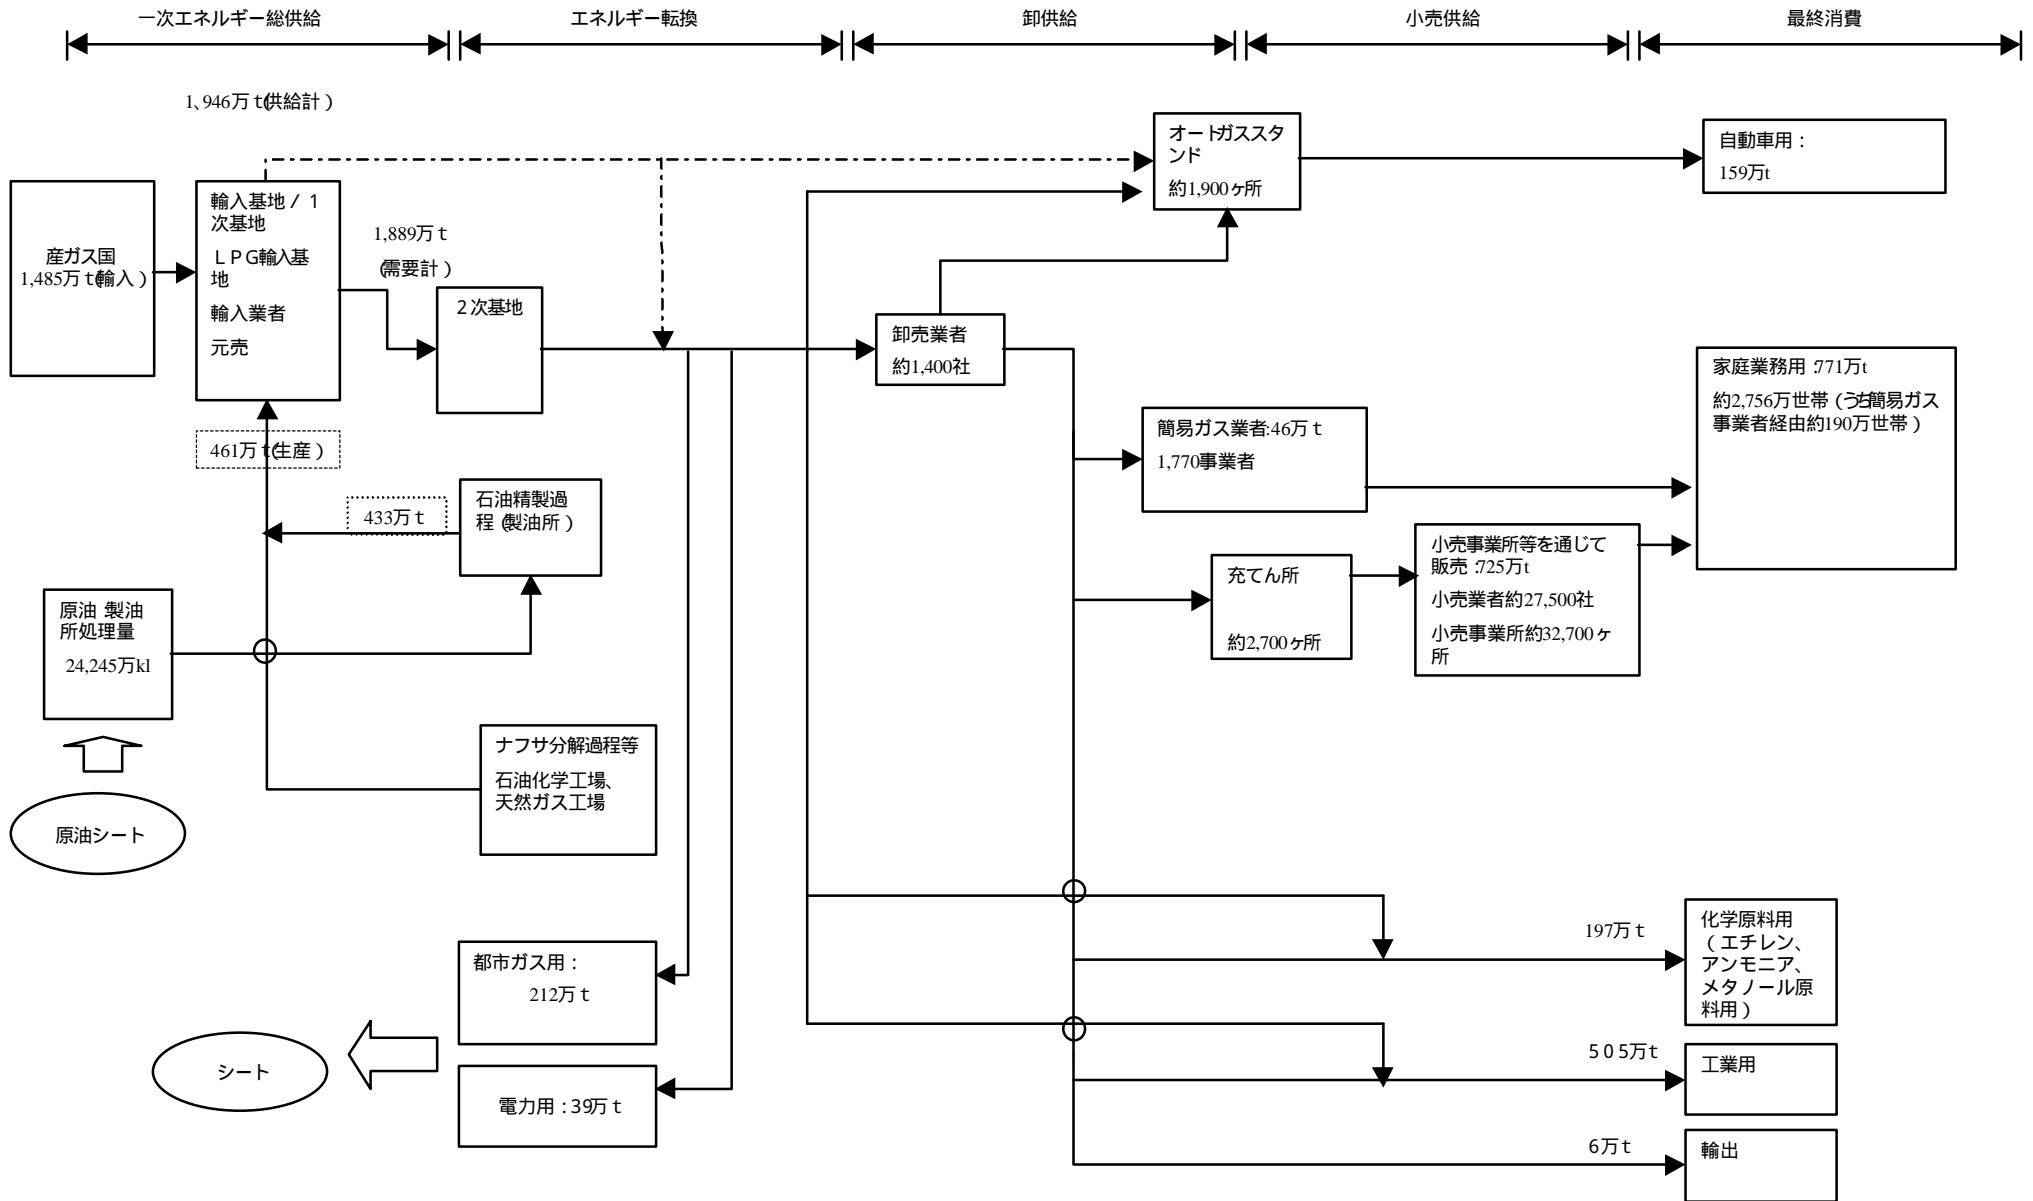 一次エネルギー総供給
エネルギー転換
卸供給
小売供給
最終消費
1,946万ｔ(供給計）
産ガス国
1,485万ｔ(輸入）
輸入基地／１
次基地
ＬＰＧ輸入基
地
輸入業者
元売
1,889万ｔ
(需要計）
２次基地
461万ｔ(生産）
433万ｔ
石油精製過
程（製油所）
原油・製油
所処理量
24,245万kl
原油シート
ナフサ分解過程等
石油化学工場、
天然ガス工場
都市ガス用：
212万ｔ
電力用：39万ｔ
シート
卸売業者
約1,400社
オートガススタ
ンド
約1,900ヶ所
簡易ガス業者:46万ｔ
1,770事業者
充てん所
約2,700ヶ所
小売事業所等を通じて
販売：725万t
小売業者約27,500社
小売事業所約32,700ヶ
所
自動車用：
159万t
家庭業務用：771万t
約2,756万世帯（うち簡易ガス
事業者経由約190万世帯）
197万ｔ
化学原料用
（エチレン、
アンモニア、
メタノール原
料用）
５０５万t
工業用
６万t
輸出